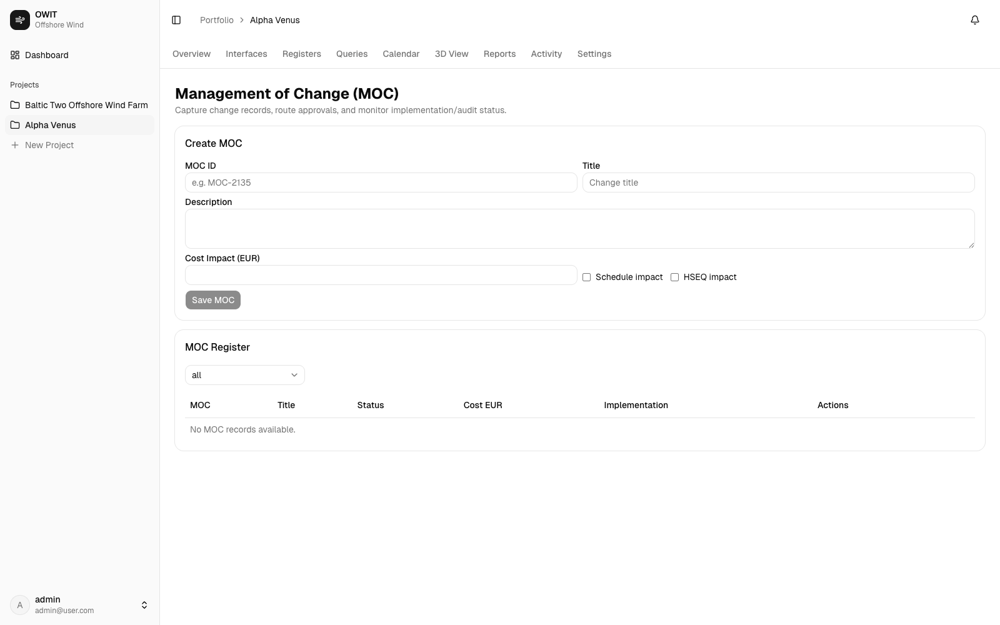 OWIT
Offshore Wind
Dashboard
Projects
Baltic Two Offshore Wind Farm
Alpha Venus
New Project
admin
A
admin@user.com
Portfolio > Alpha Venus
Overview Interfaces Registers Queries Calendar 3D View Reports Activity Settings
Management of Change (MOC)
Capture change records, route approvals, and monitor implementation/audit status.
Create MOC
MOC ID Title
e.g. MOC-2135 Change title
Description
Cost Impact (EUR)
Schedule impact HSEQ impact
Save MOC
MOC Register
all
MOC Title Status Cost EUR Implementation Actions
No MOC records available.